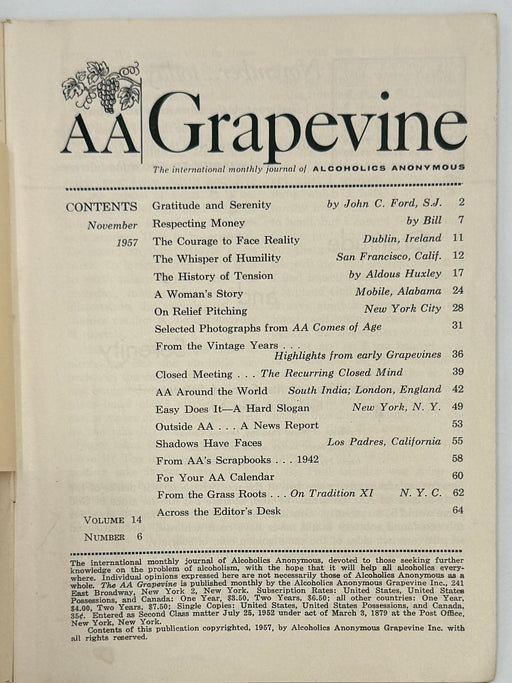 AA Grapevine
The international monthly journal of ALCOHOLICS ANONYMOUS
CONTENTS
November
1957
Gratitude and Serenity by John C. Ford, S.J. 2
Respecting Money by Bill 7
The Courage to Face Reality Dublin, Ireland 11
The Whisper of Humility San Francisco, Calif. 12
The History of Tension by Aldous Huxley 17
A Woman's Story Mobile, Alabama 24
On Relief Pitching New York City 28
Selected Photographs from AA Comes of Age 31
From the Vintage Years . . .
Highlights from early Grapevines 36
Closed Meeting . . . The Recurring Closed Mind 39
AA Around the World South India; London, England 42
Easy Does It—A Hard Slogan New York, N. Y. 49
Outside AA . . . A News Report 53
Shadows Have Faces Los Padres, California 55
From AA's Scrapbooks . . . 1942 58
For Your AA Calendar 60
From the Grass Roots . . . On Tradition XI N. Y. C. 62
Across the Editor's Desk 64
VOLUME 14
NUMBER 6
The international monthly journal of Alcoholics Anonymous, devoted to those seeking further
knowledge on the problem of alcoholism, with the hope that it will help all alcoholics every-
where. Individual opinions expressed here are not necessarily those of Alcoholics Anonymous as a
whole. The AA Grapevine is published monthly by the Alcoholics Anonymous Grapevine Inc., 241
East Broadway, New York 2, New York. Subscription Rates: United States, United States
Possessions, and Canada: One Year, $3.50, Two Years, $6.50; all other countries: One Year,
$4.00, Two Years, $7.50; Single Copies: United States, United States Possessions, and Canada,
35¢. Entered as Second Class matter July 25, 1952 under act of March 3, 1879 at the Post Office,
New York, New York.
Contents of this publication copyrighted, 1957, by Alcoholics Anonymous Grapevine Inc. with
all rights reserved.